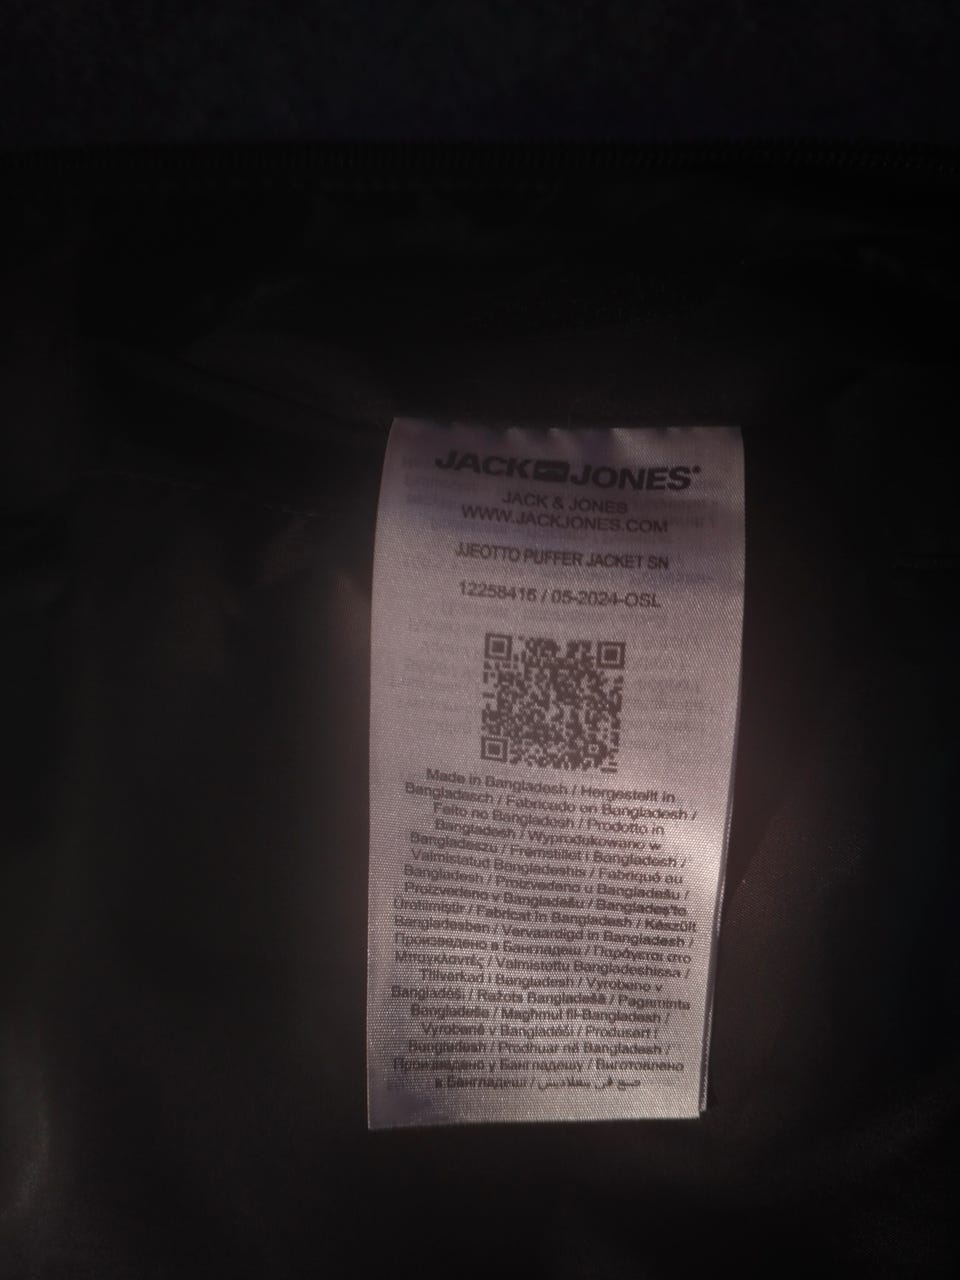 JACK JONES®
JACK & JONES
WWW.JACKJONES.COM
JJEOTTO PUFFER JACKET SN
12258416 / 05-2024-OSL
Made in Bangladesh / Hergestellt in
Bangladesch / Fabricado en Bangladesh /
Feito no Bangladesh / Prodotto in
Bangladesh / Wyprodukowano w
Bangladeszu / Fremstillet i Bangladesh /
Valmistatud Bangladeshis / Fabriqué au
Bangladesh / Proizvedeno u Bangladešu /
Proizvedeno v Bangladešu / Bangladeş'te
Üretilmiştir / Fabricat în Bangladesh / Készült
Bangladesben / Vervaardigd in Bangladesh /
Произведено в Бангладеш / Παράγεται στο
Μπαγκλαντές / Valmistettu Bangladeshissa /
Tillverkad i Bangladesh / Vyrobeno v
Bangladéši / Ražots Bangladešā / Pagaminta
Bangladeše / Magħmul fil-Bangladesh /
Vyrobené v Bangladéši / Produsert i
Bangladesh / Prodhuar në Bangladesh /
Произведено у Бангладешу / Виготовлено
в Бангладеш / صنع في بنغلاديش